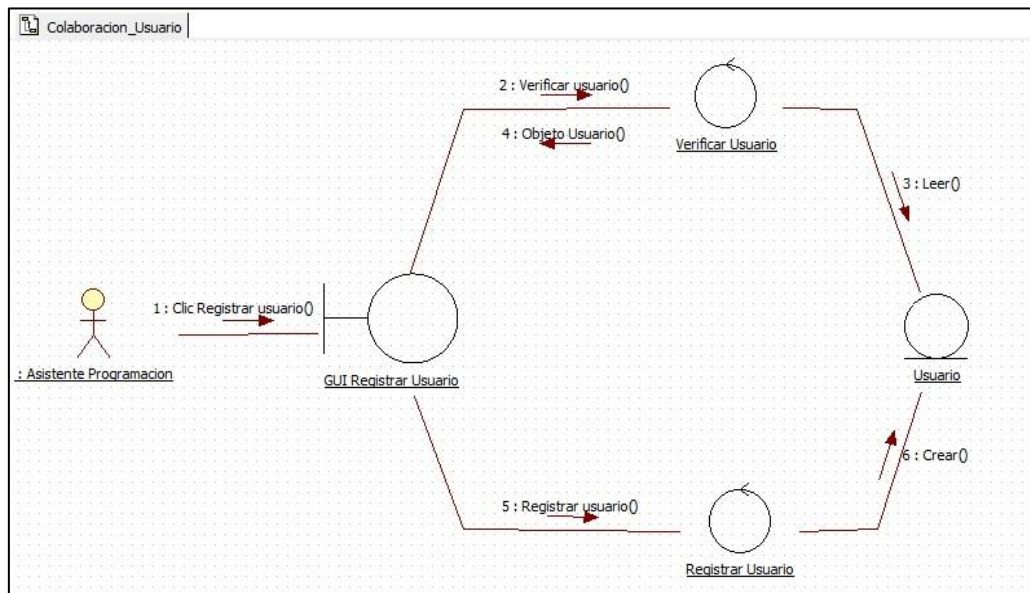 Colaboracion_Usuario
2 : Verificar usuario()
4 : Objeto Usuario()
Verificar Usuario
3 : Leer()
1 : Clic Registrar usuario()
: Asistente Programacion
GUI Registrar Usuario
Usuario
6 : Crear()
5 : Registrar usuario()
Registrar Usuario